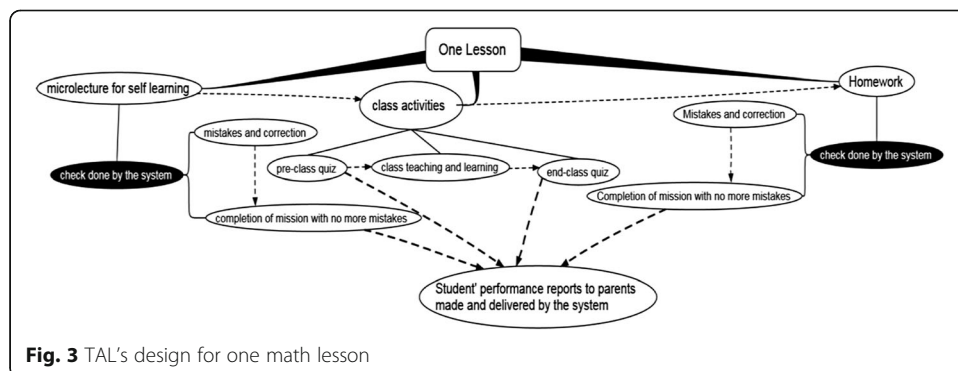 One Lesson
microlecture for self learning
class activities
Homework
mistakes and correction
Mistakes and correction
check done by the system
pre-class quiz
class teaching and learning
end-class quiz
check done by the system
completion of mission with no more mistakes
Completion of mission with no more mistakes
Student' performance reports to parents
made and delivered by the system
Fig. 3 TAL's design for one math lesson